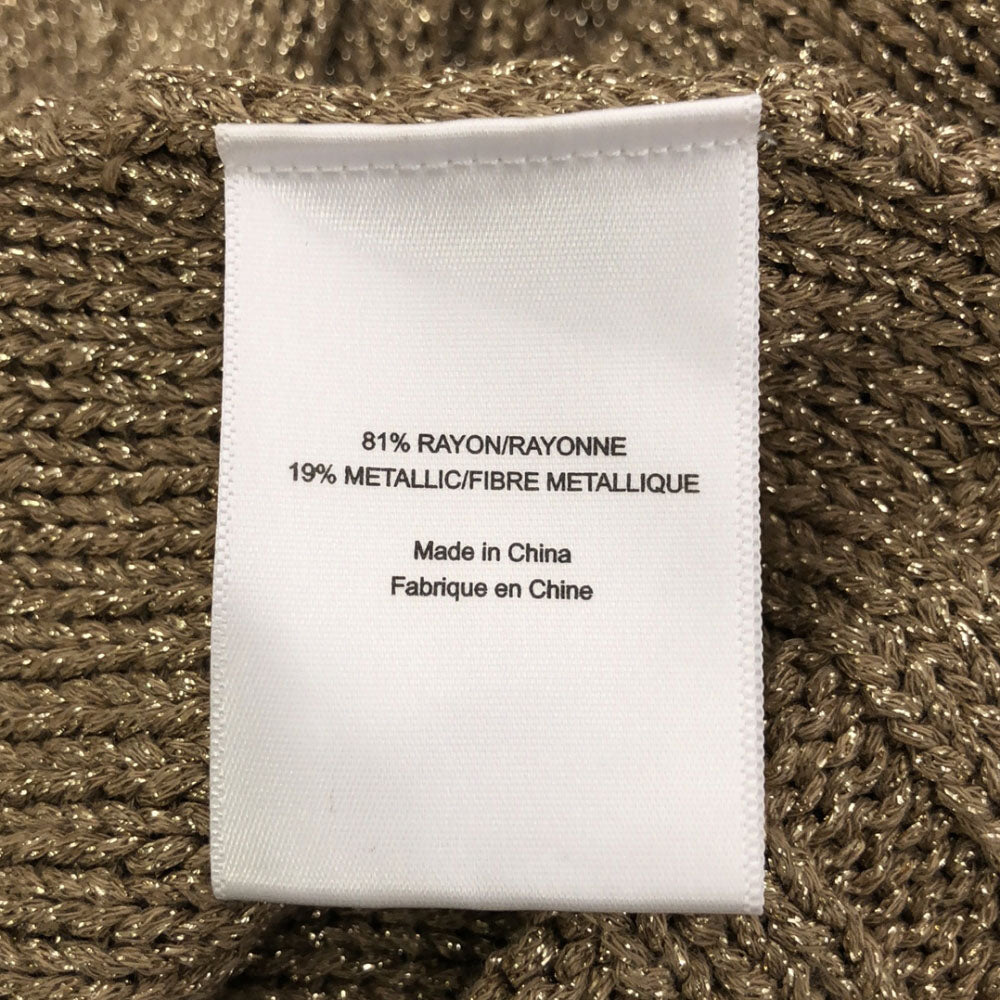 81% RAYON/RAYONNE
19% METALLIC/FIBRE METALLIQUE
Made in China
Fabrique en Chine